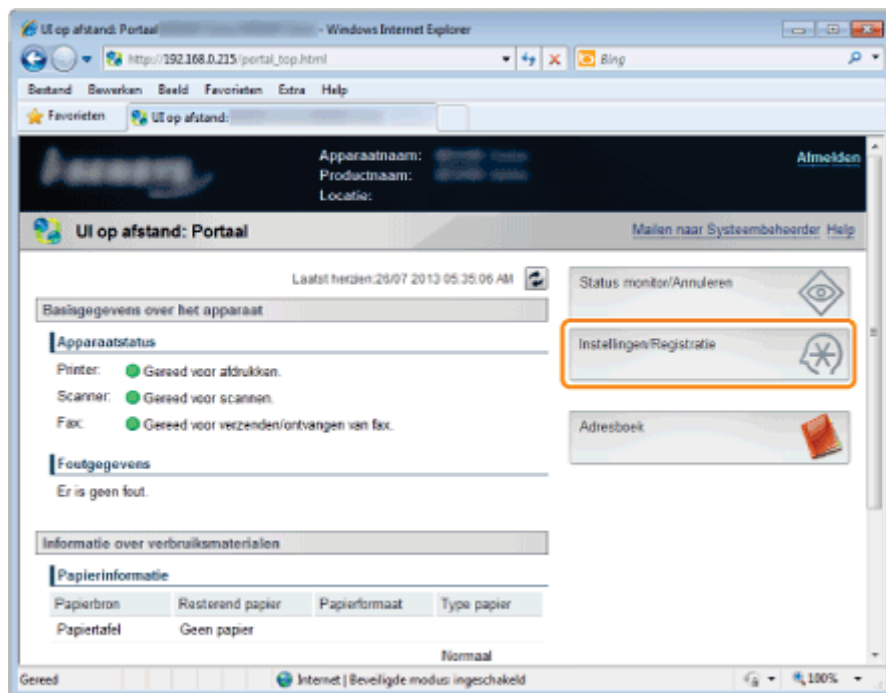 UI op afstand: Portaal - Windows Internet Explorer
http://192.168.0.215/portal_top.html
Bing
Bestand Bewerken Beeld Favorieten Extra Help
Favorieten UI op afstand:
Apparaatnaam:
Productnaam:
Locatie:
Afmelden
UI op afstand: Portaal
Mailen naar Systeembeheerder Help
Laatst herzien:26/07 2013 05:35:06 AM
Basisgegevens over het apparaat
Apparaatstatus
Printer: Gereed voor afdrukken.
Scanner: Gereed voor scannen.
Fax: Gereed voor verzenden/ontvangen van fax.
Foutgegevens
Er is geen fout.
Informatie over verbruiksmaterialen
Papierinformatie
Papierbron Resterend papier Papierformaat Type papier
Papiertafel Geen papier
Normaal
Status monitor/Annuleren
Instellingen/Registratie
Adresboek
Gereed Internet | Beveiligde modus: ingeschakeld 100%